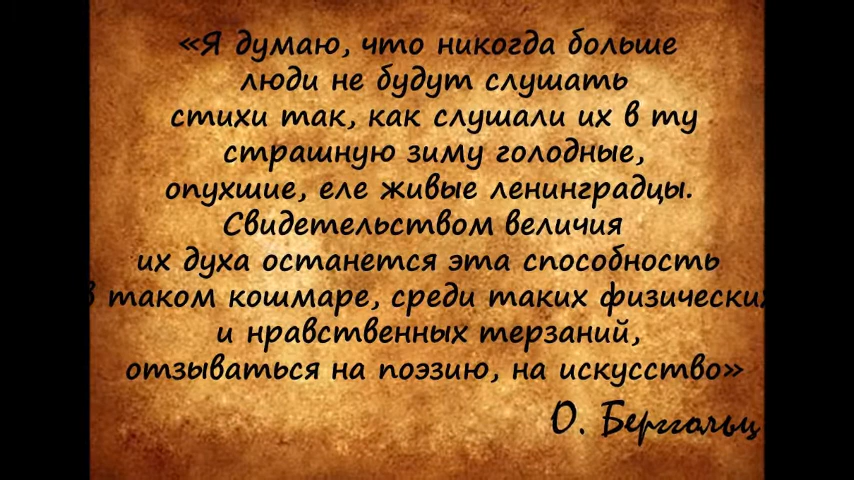 «Я думаю, что никогда больше
люди не будут слушать
стихи так, как слушали их в ту
страшную зиму голодные,
опухшие, еле живые ленинградцы.
Свидетельством величия
их духа останется эта способность
в таком кошмаре, среди таких физических
и нравственных терзаний,
отзываться на поэзию, на искусство»
О. Берггольц